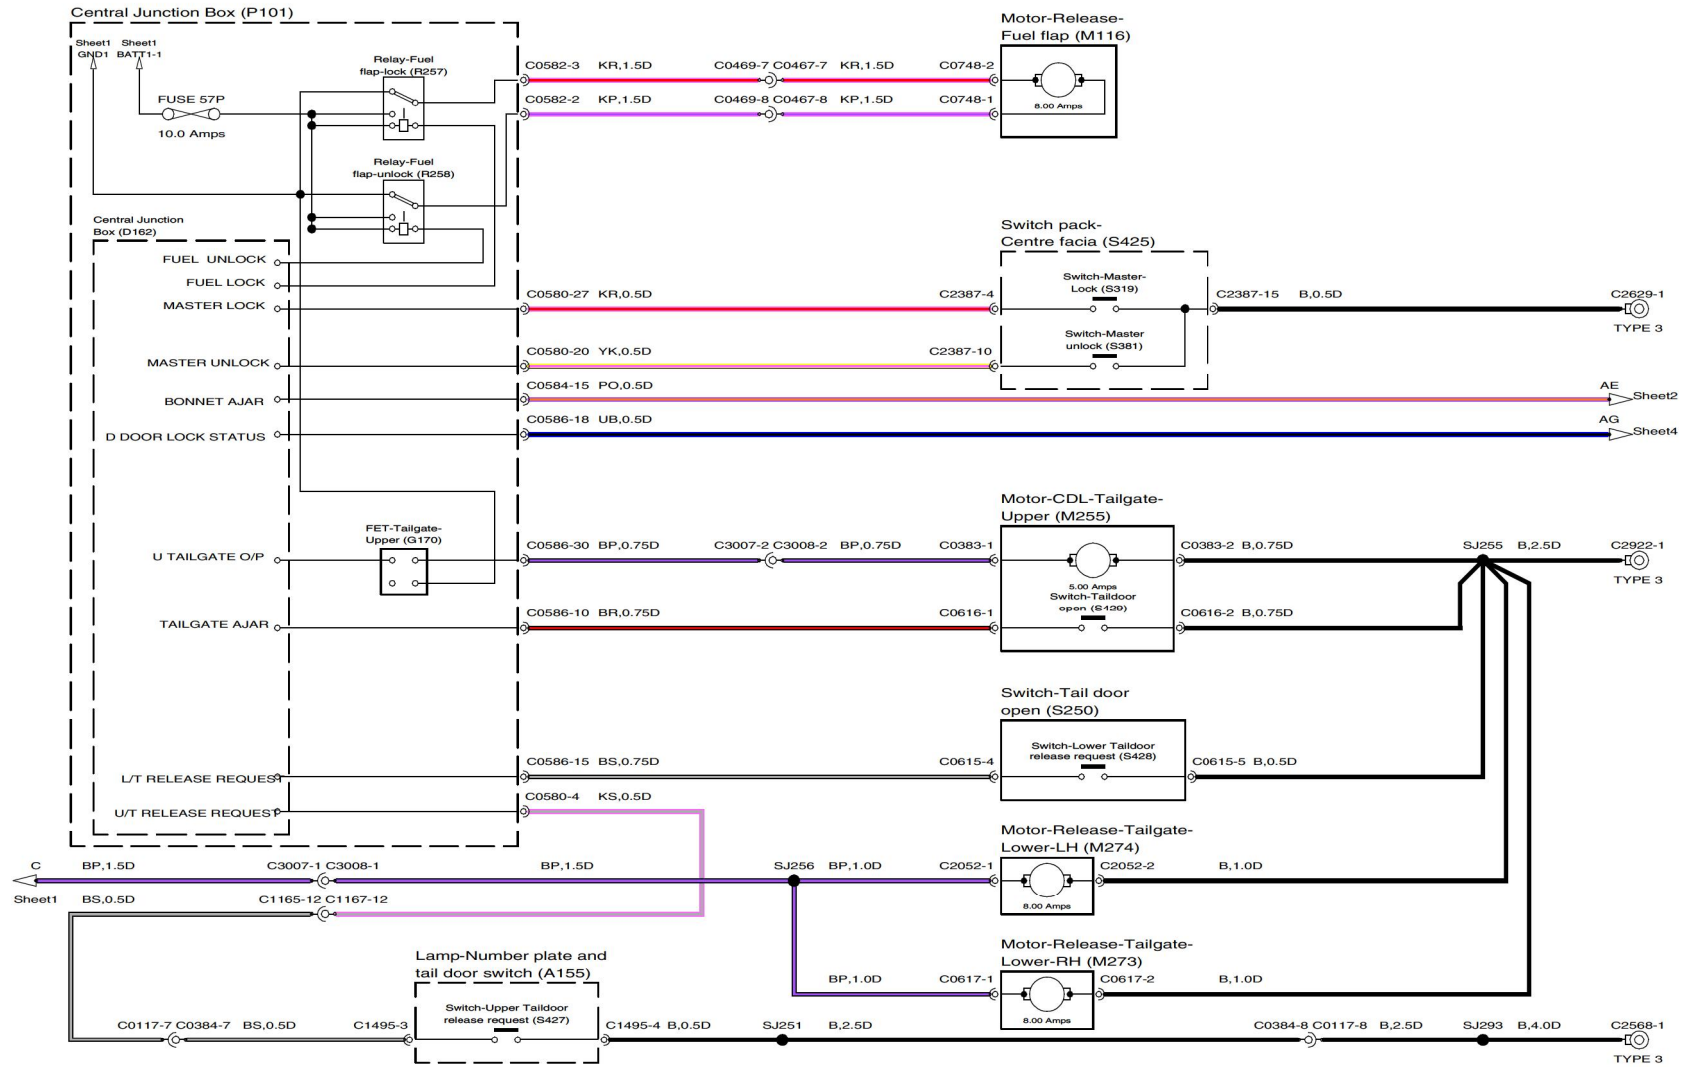 Central Junction Box (P101)
Sheet1 Sheet1
GND1 BATT1-1
FUSE 57P
10.0 Amps
Relay-Fuel
flap-lock (R257)
Relay-Fuel
flap-unlock (R258)
Central Junction
Box (D162)
FUEL UNLOCK
FUEL LOCK
MASTER LOCK
MASTER UNLOCK
BONNET AJAR
D DOOR LOCK STATUS
FET-Tailgate-
Upper (G170)
U TAILGATE O/P
TAILGATE AJAR
L/T RELEASE REQUEST
U/T RELEASE REQUEST
Motor-Release-
Fuel flap (M116)
C0582-3 KR,1.5D C0469-7 C0467-7 KR,1.5D C0748-2
C0582-2 KP,1.5D C0469-8 C0467-8 KP,1.5D C0748-1
8.00 Amps
Switch pack-
Centre facia (S425)
Switch-Master-
Lock (S319)
C0580-27 KR,0.5D C2387-4 C2387-15 B,0.5D C2629-1
TYPE 3
Switch-Master
unlock (S381)
C0580-20 YK,0.5D C2387-10
C0584-15 PO,0.5D AE
Sheet2
C0586-18 UB,0.5D AG
Sheet4
Motor-CDL-Tailgate-
Upper (M255)
C0586-30 BP,0.75D C3007-2 C3008-2 BP,0.75D C0383-1 C0383-2 B,0.75D SJ255 B,2.5D C2922-1
TYPE 3
5.00 Amps
Switch-Taildoor
open (S429)
C0586-10 BR,0.75D C0616-1 C0616-2 B,0.75D
Switch-Tail door
open (S250)
Switch-Lower Taildoor
release request (S428)
C0586-15 BS,0.75D C0615-4 C0615-5 B,0.5D
C0580-4 KS,0.5D
Motor-Release-Tailgate-
Lower-LH (M274)
C BP,1.5D C3007-1 C3008-1 BP,1.5D SJ256 BP,1.0D C2052-1 C2052-2 B,1.0D
8.00 Amps
Sheet1 BS,0.5D C1165-12 C1167-12
Motor-Release-Tailgate-
Lower-RH (M273)
BP,1.0D C0617-1 C0617-2 B,1.0D
8.00 Amps
Lamp-Number plate and
tail door switch (A155)
Switch-Upper Taildoor
release request (S427)
C0117-7 C0384-7 BS,0.5D C1495-3 C1495-4 B,0.5D SJ251 B,2.5D C0384-8 C0117-8 B,2.5D SJ293 B,4.0D C2568-1
TYPE 3